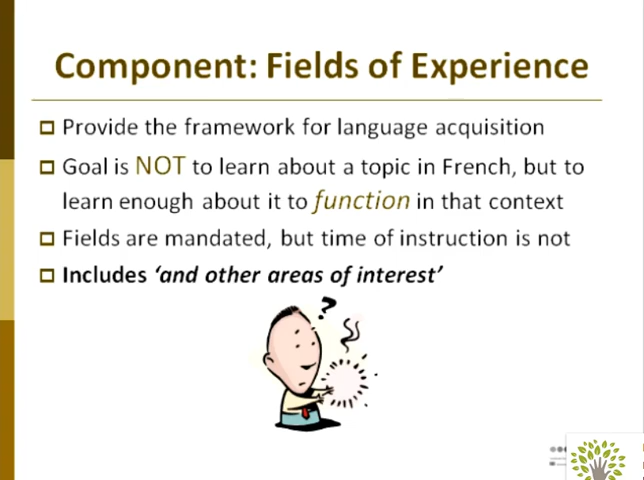 Component: Fields of Experience
Provide the framework for language acquisition
Goal is NOT to learn about a topic in French, but to
learn enough about it to function in that context
Fields are mandated, but time of instruction is not
Includes ‘and other areas of interest’
?